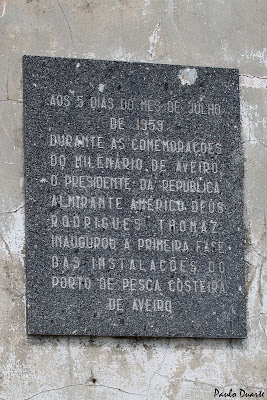 AOS 5 DIAS DO MES DE JULHO
DE 1959
DURANTE AS COMEMORAÇÕES
DO MILENÁRIO DE AVEIRO,
O PRESIDENTE DA REPÚBLICA
ALMIRANTE AMÉRICO DEUS
RODRIGUES THOMAZ
INAUGUROU A PRIMEIRA FASE
DAS INSTALAÇÕES DO
PORTO DE PESCA COSTEIRA
DE AVEIRO
Paulo Duarte